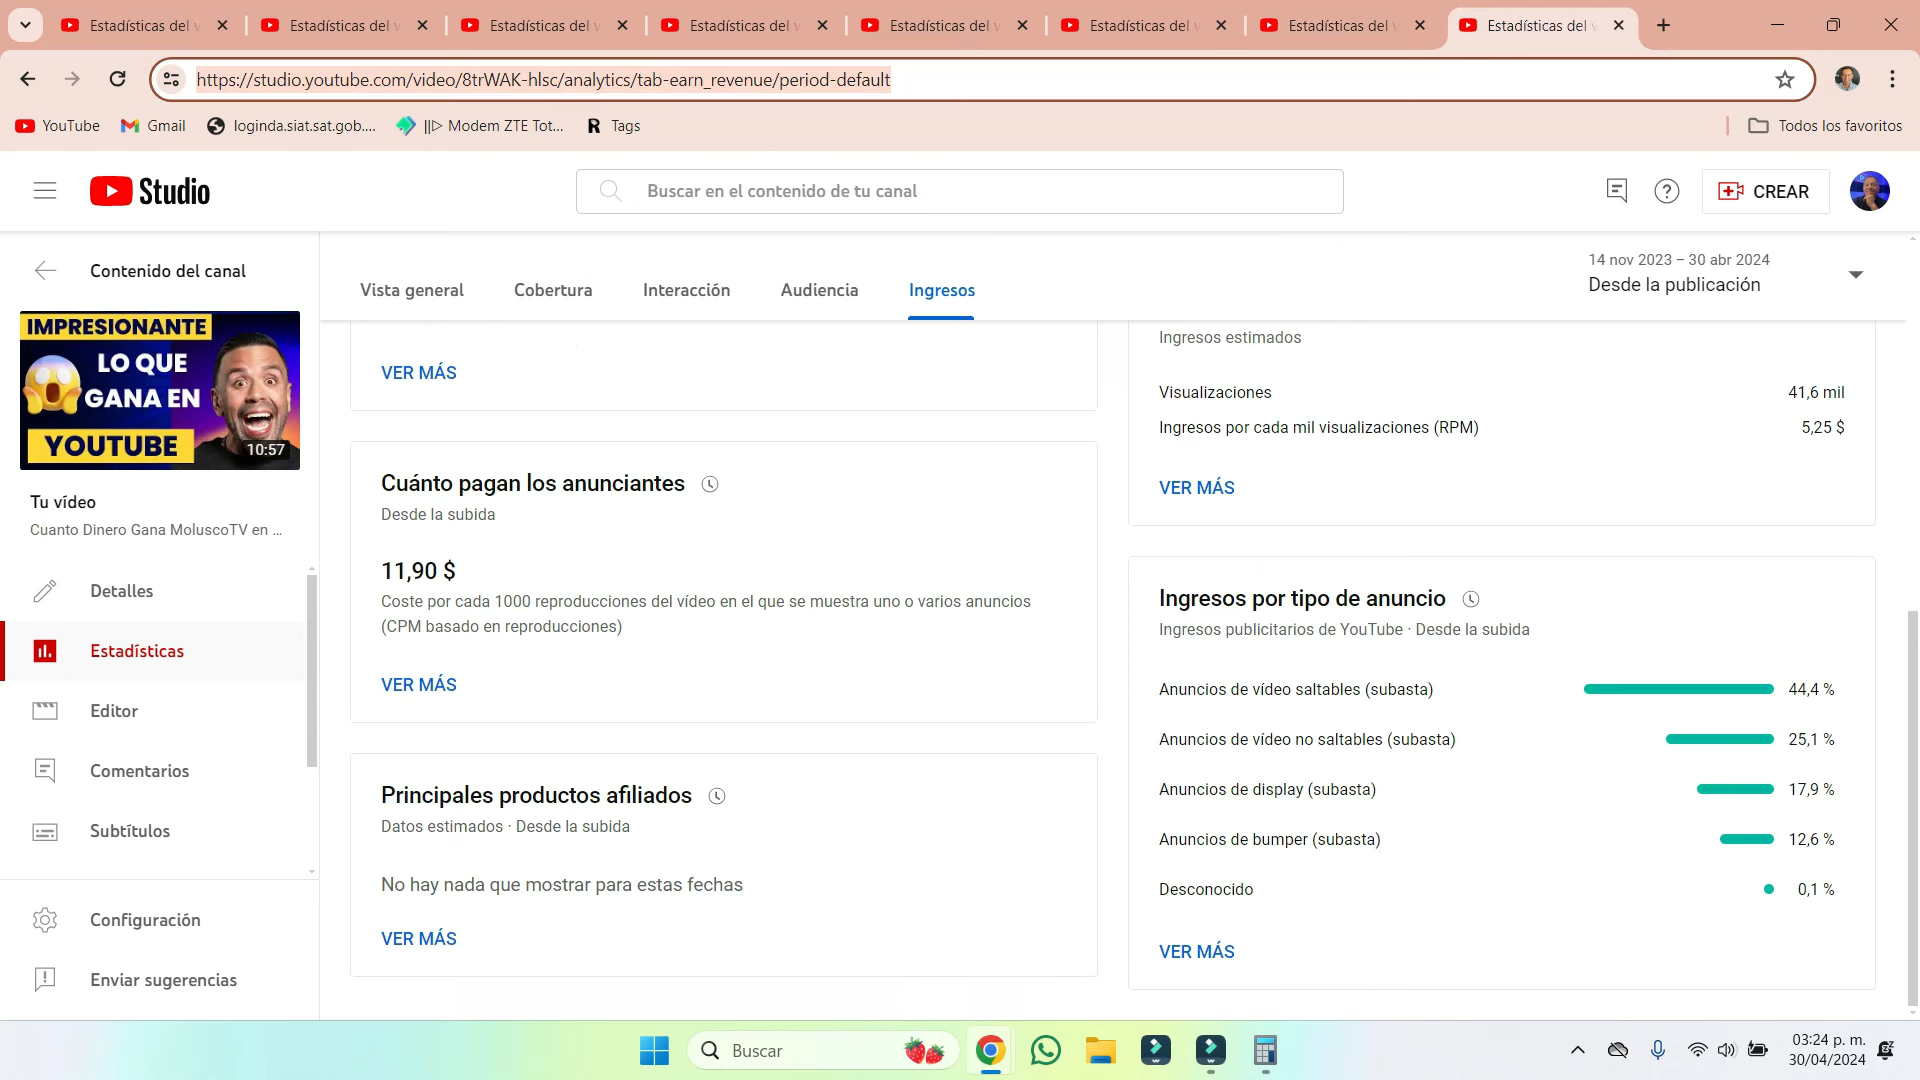 Estadísticas del v
Estadísticas del v
Estadísticas del v
Estadísticas del v
Estadísticas del v
Estadísticas del v
Estadísticas del v
Estadísticas del v
https://studio.youtube.com/video/8trWAK-hlsc/analytics/tab-earn_revenue/period-default
YouTube
Gmail
loginda.siat.sat.gob....
||▷ Modem ZTE Tot...
Tags
Todos los favoritos
Studio
Buscar en el contenido de tu canal
CREAR
Contenido del canal
IMPRESIONANTE
LO QUE
GANA EN
YOUTUBE
10:57
Tu vídeo
Cuanto Dinero Gana MoluscoTV en ...
Detalles
Estadísticas
Editor
Comentarios
Subtítulos
Configuración
Enviar sugerencias
Vista general
Cobertura
Interacción
Audiencia
Ingresos
14 nov 2023 – 30 abr 2024
Desde la publicación
VER MÁS
Cuánto pagan los anunciantes
Desde la subida
11,90 $
Coste por cada 1000 reproducciones del vídeo en el que se muestra uno o varios anuncios
(CPM basado en reproducciones)
VER MÁS
Principales productos afiliados
Datos estimados · Desde la subida
No hay nada que mostrar para estas fechas
VER MÁS
Ingresos estimados
Visualizaciones 41,6 mil
Ingresos por cada mil visualizaciones (RPM) 5,25 $
VER MÁS
Ingresos por tipo de anuncio
Ingresos publicitarios de YouTube · Desde la subida
Anuncios de vídeo saltables (subasta) 44,4 %
Anuncios de vídeo no saltables (subasta) 25,1 %
Anuncios de display (subasta) 17,9 %
Anuncios de bumper (subasta) 12,6 %
Desconocido 0,1 %
VER MÁS
Buscar
03:24 p. m.
30/04/2024